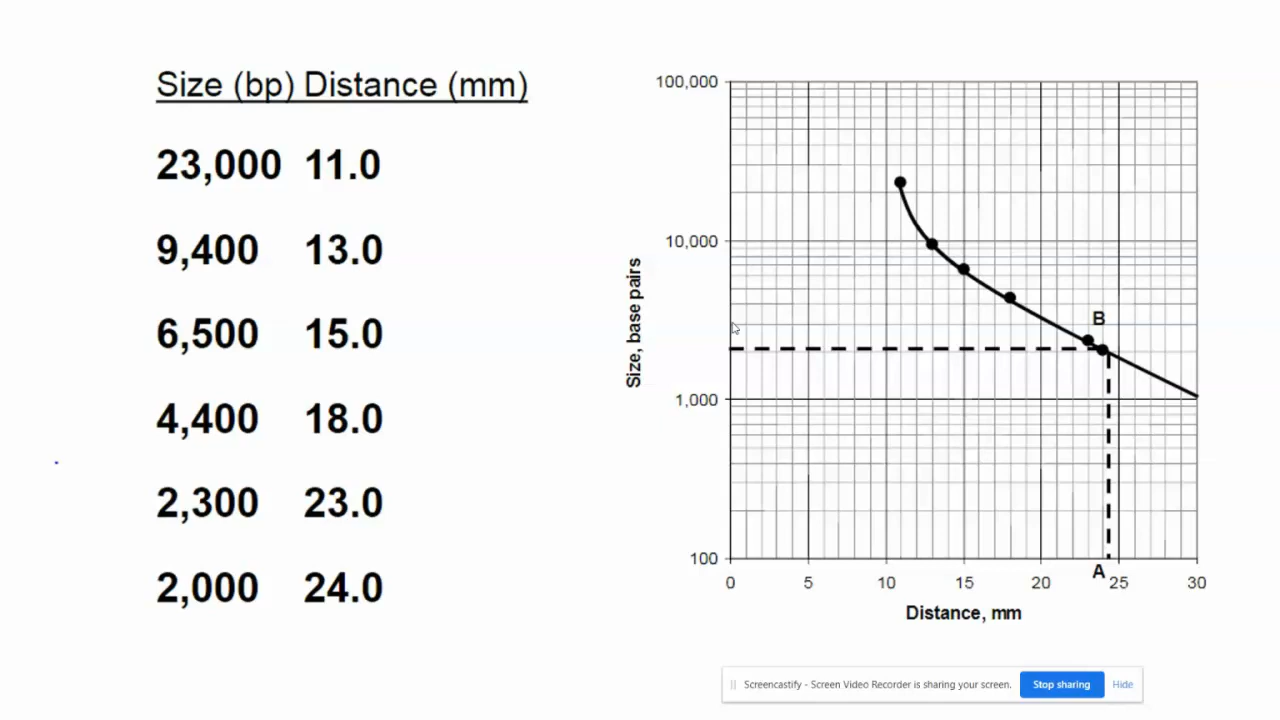 Size (bp) Distance (mm)
23,000 11.0
9,400 13.0
6,500 15.0
4,400 18.0
2,300 23.0
2,000 24.0
100,000
10,000
1,000
100
Size, base pairs
B
A
0 5 10 15 20 25 30
Distance, mm
Screencastify - Screen Video Recorder is sharing your screen. Stop sharing Hide